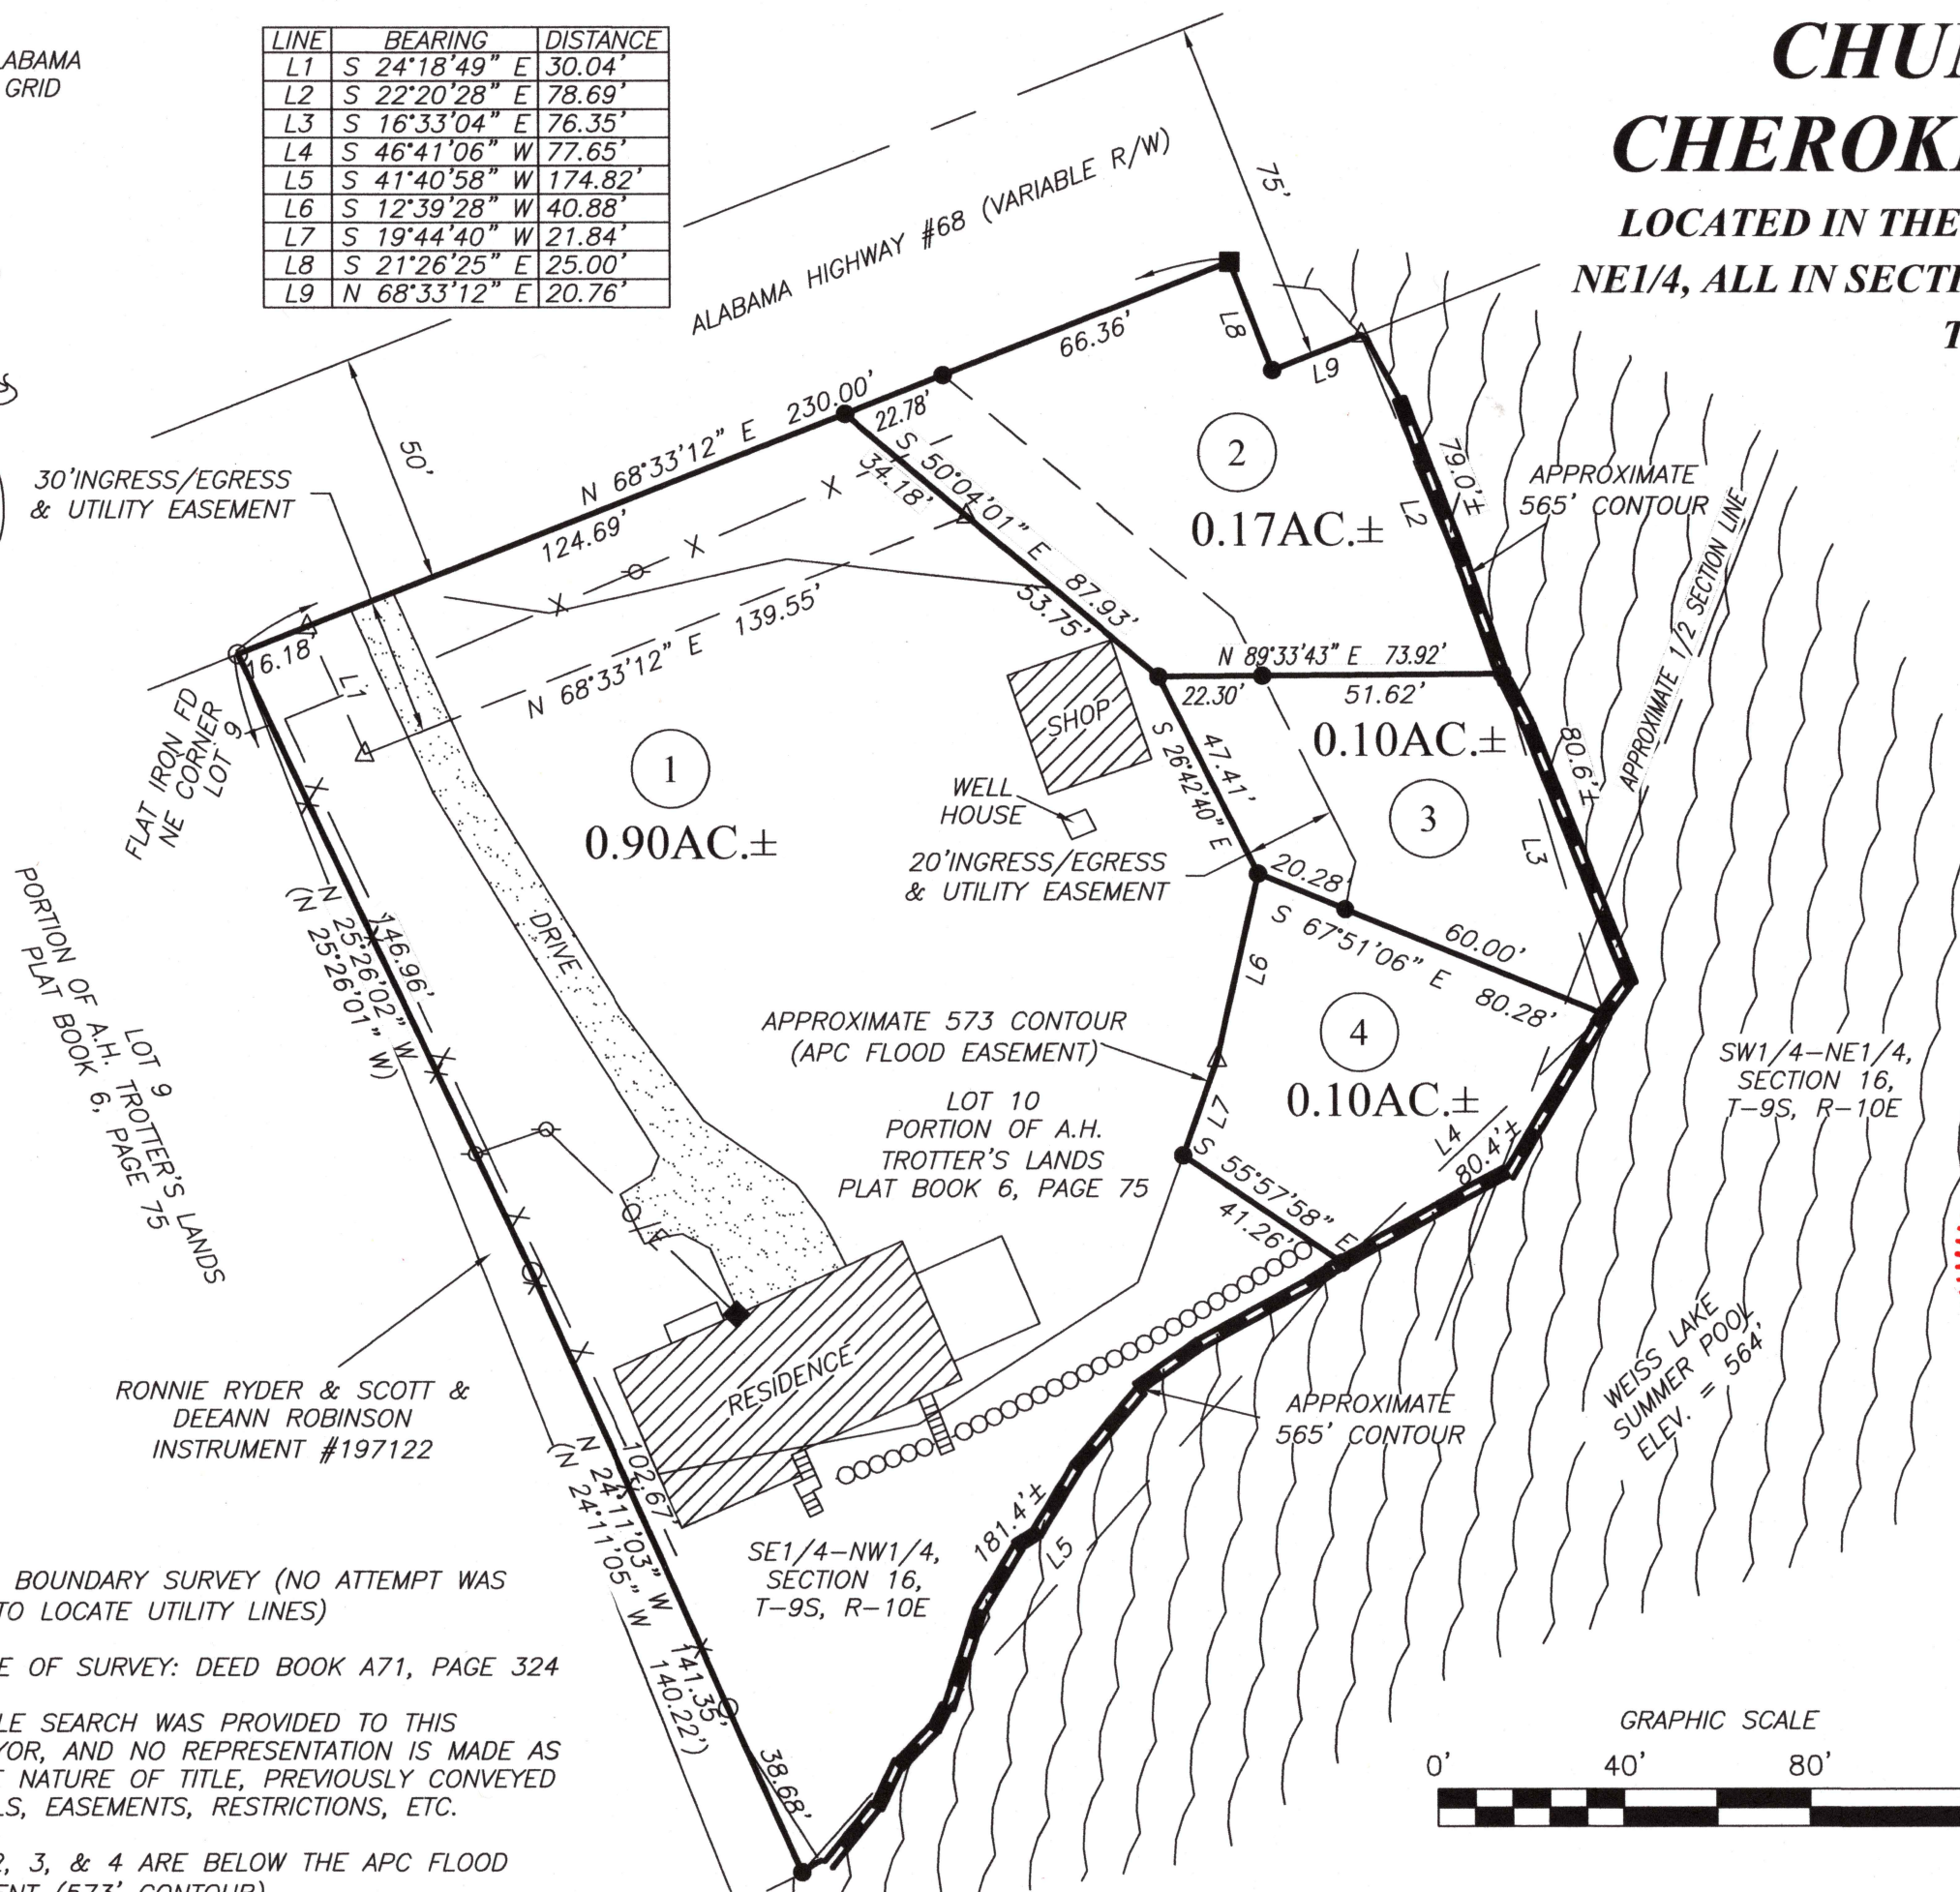 ABAMA
GRID
LINE BEARING DISTANCE
L1 S 24°18'49" E 30.04'
L2 S 22°20'28" E 78.69'
L3 S 16°33'04" E 76.35'
L4 S 46°41'06" W 77.65'
L5 S 41°40'58" W 174.82'
L6 S 12°39'28" W 40.88'
L7 S 19°44'40" W 21.84'
L8 S 21°26'25" E 25.00'
L9 N 68°33'12" E 20.76'
LOCATED IN THE
NE1/4, ALL IN SECTI
T
ALABAMA HIGHWAY #68 (VARIABLE R/W)
75'
50'
66.36'
L8
L9
N 68°33'12" E 230.00'
22.78'
124.69'
16.18'
30'INGRESS/EGRESS
& UTILITY EASEMENT
S 50°04'01" E 87.93'
34.18'
53.75'
2
0.17AC.±
L2
79.0'±
APPROXIMATE
565' CONTOUR
APPROXIMATE 1/2 SECTION LINE
N 68°33'12" E 139.55'
L1
FLAT IRON FD
NE CORNER
LOT 9
N 89°33'43" E 73.92'
22.30'
51.62'
0.10AC.±
3
L3
80.6'±
SHOP
WELL
HOUSE
S 26°42'40" E
47.41'
20'INGRESS/EGRESS
& UTILITY EASEMENT
1
0.90AC.±
DRIVE
20.28'
60.00'
S 67°51'06" E 80.28'
L6
L7
4
0.10AC.±
L4
80.4'±
S 55°57'58" E
41.26'
APPROXIMATE 573 CONTOUR
(APC FLOOD EASEMENT)
LOT 10
PORTION OF A.H.
TROTTER'S LANDS
PLAT BOOK 6, PAGE 75
SW1/4-NE1/4,
SECTION 16,
T-9S, R-10E
146.96'
N 25°26'02" W
(N 25°26'01" W)
LOT 9
PORTION OF A.H. TROTTER'S LANDS
PLAT BOOK 6, PAGE 75
RONNIE RYDER & SCOTT &
DEEANN ROBINSON
INSTRUMENT #197122
RESIDENCE
APPROXIMATE
565' CONTOUR
WEISS LAKE
SUMMER POOL
ELEV. = 564'
102.67'
N 24°11'03" W 141.35'
(N 24°11'05" W 140.22')
38.68'
181.4'±
L5
SE1/4-NW1/4,
SECTION 16,
T-9S, R-10E
BOUNDARY SURVEY (NO ATTEMPT WAS
TO LOCATE UTILITY LINES)
E OF SURVEY: DEED BOOK A71, PAGE 324
LE SEARCH WAS PROVIDED TO THIS
YOR, AND NO REPRESENTATION IS MADE AS
NATURE OF TITLE, PREVIOUSLY CONVEYED
LS, EASEMENTS, RESTRICTIONS, ETC.
2, 3, & 4 ARE BELOW THE APC FLOOD
ENT (573' CONTOUR)
GRAPHIC SCALE
0' 40' 80'